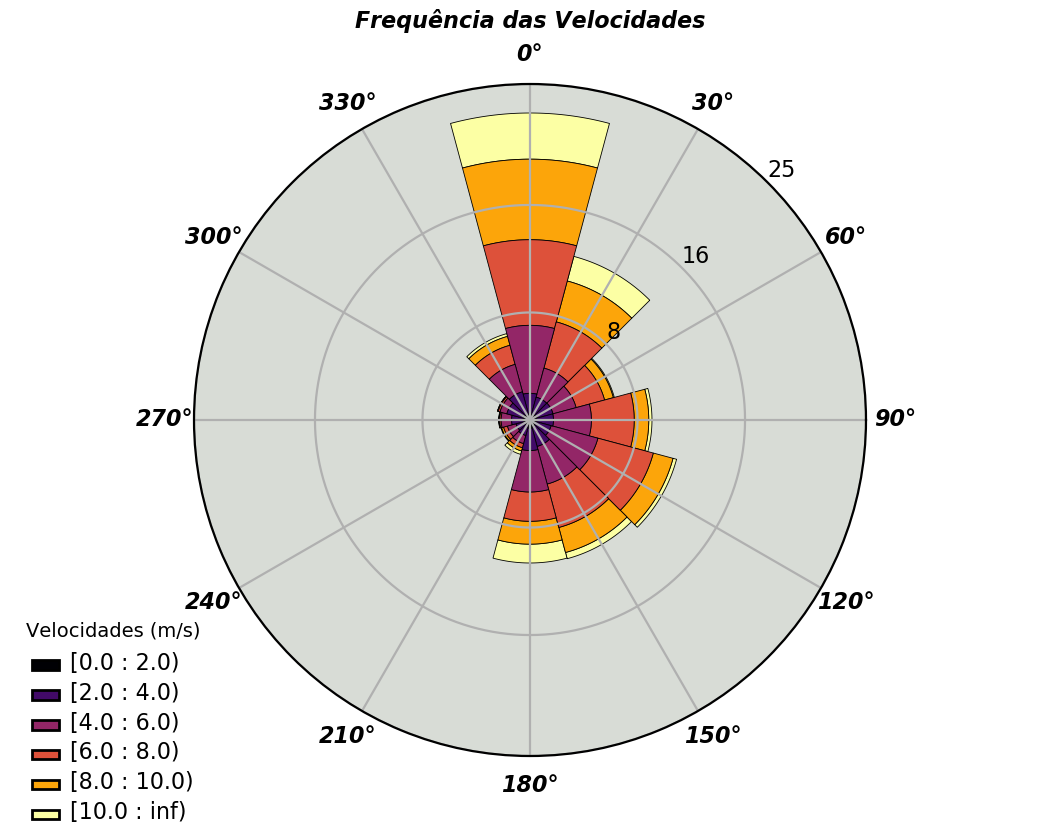 Frequência das Velocidades
0°
330°
30°
25
300°
60°
16
8
270°
90°
240°
120°
Velocidades (m/s)
[0.0 : 2.0)
[2.0 : 4.0)
[4.0 : 6.0)
210°
150°
[6.0 : 8.0)
180°
[8.0 : 10.0)
[10.0 : inf)